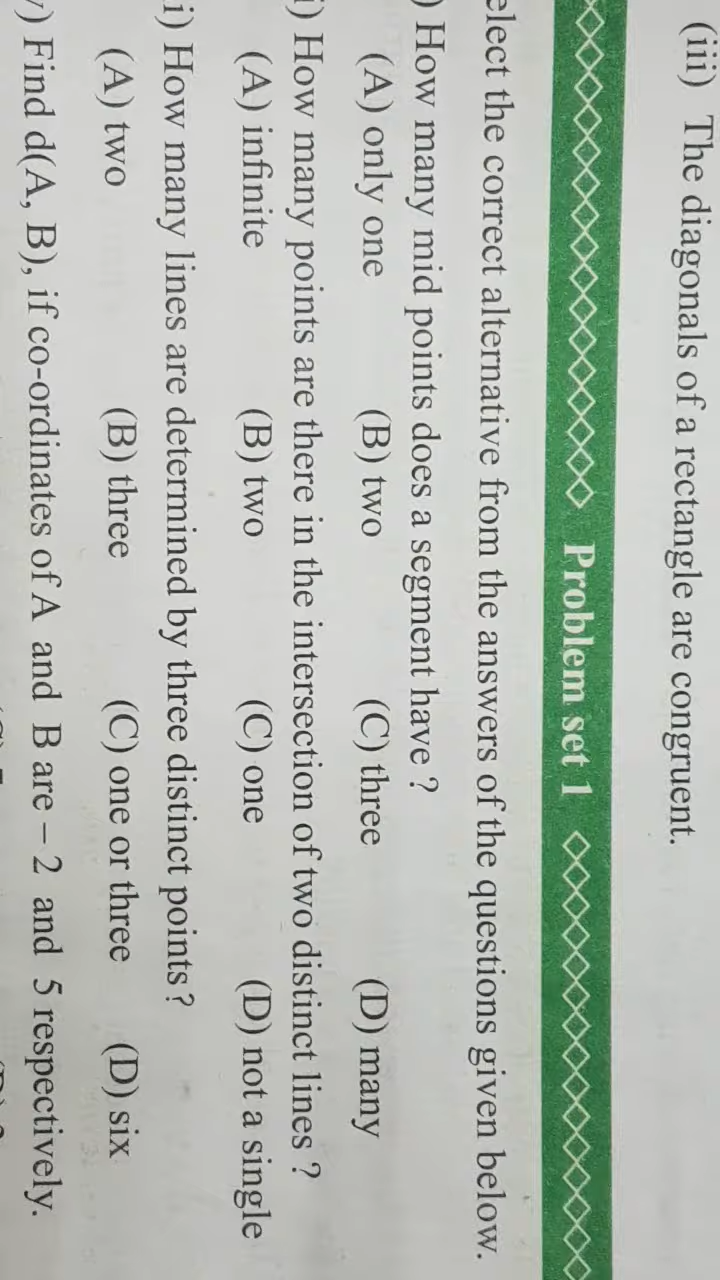 (iii) The diagonals of a rectangle are congruent.
Problem set 1
elect the correct alternative from the answers of the questions given below.
) How many mid points does a segment have ?
(A) only one (B) two (C) three (D) many
i) How many points are there in the intersection of two distinct lines ?
(A) infinite (B) two (C) one (D) not a single
i) How many lines are determined by three distinct points?
(A) two (B) three (C) one or three (D) six
) Find d(A, B), if co-ordinates of A and B are – 2 and 5 respectively.